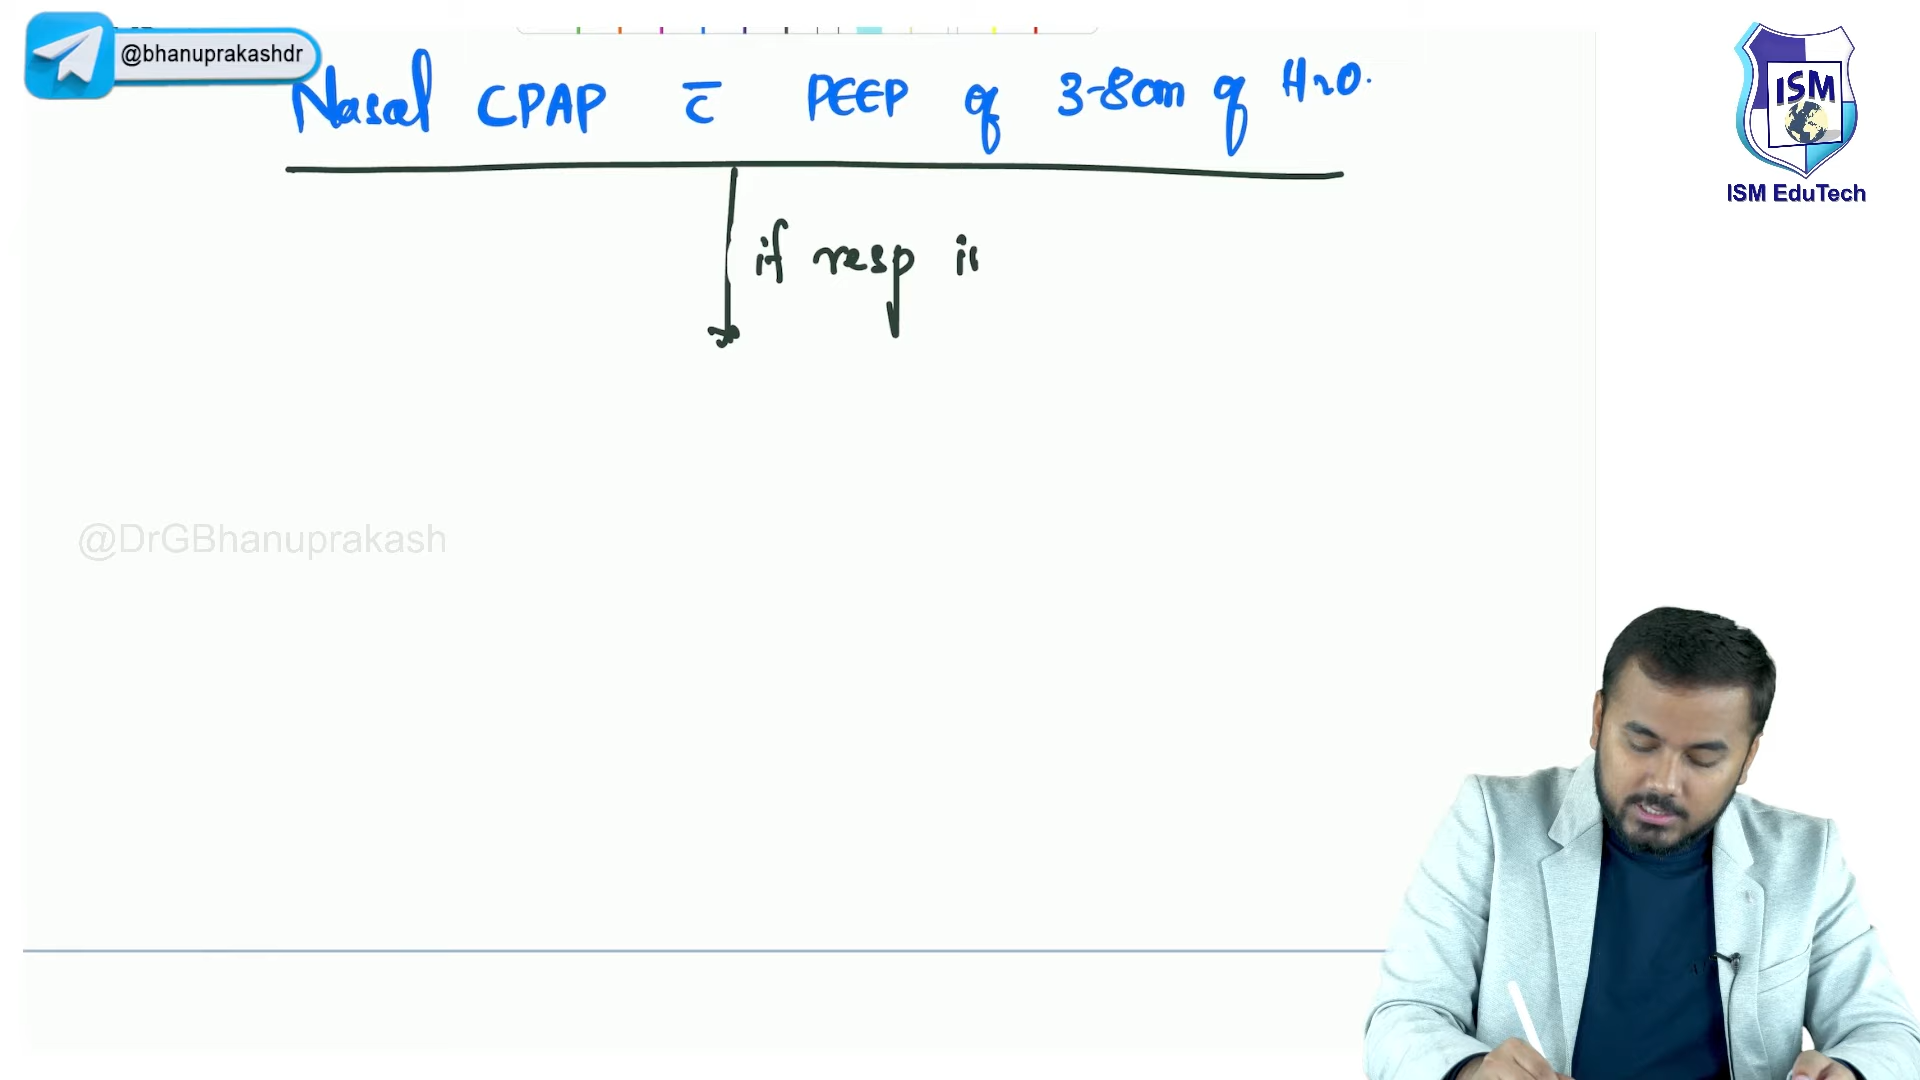 @bhanuprakashdr
Nasal CPAP c̄ PEEP of 3-8cm of H2O.
ISM
ISM EduTech
if resp is
@DrGBhanuprakash